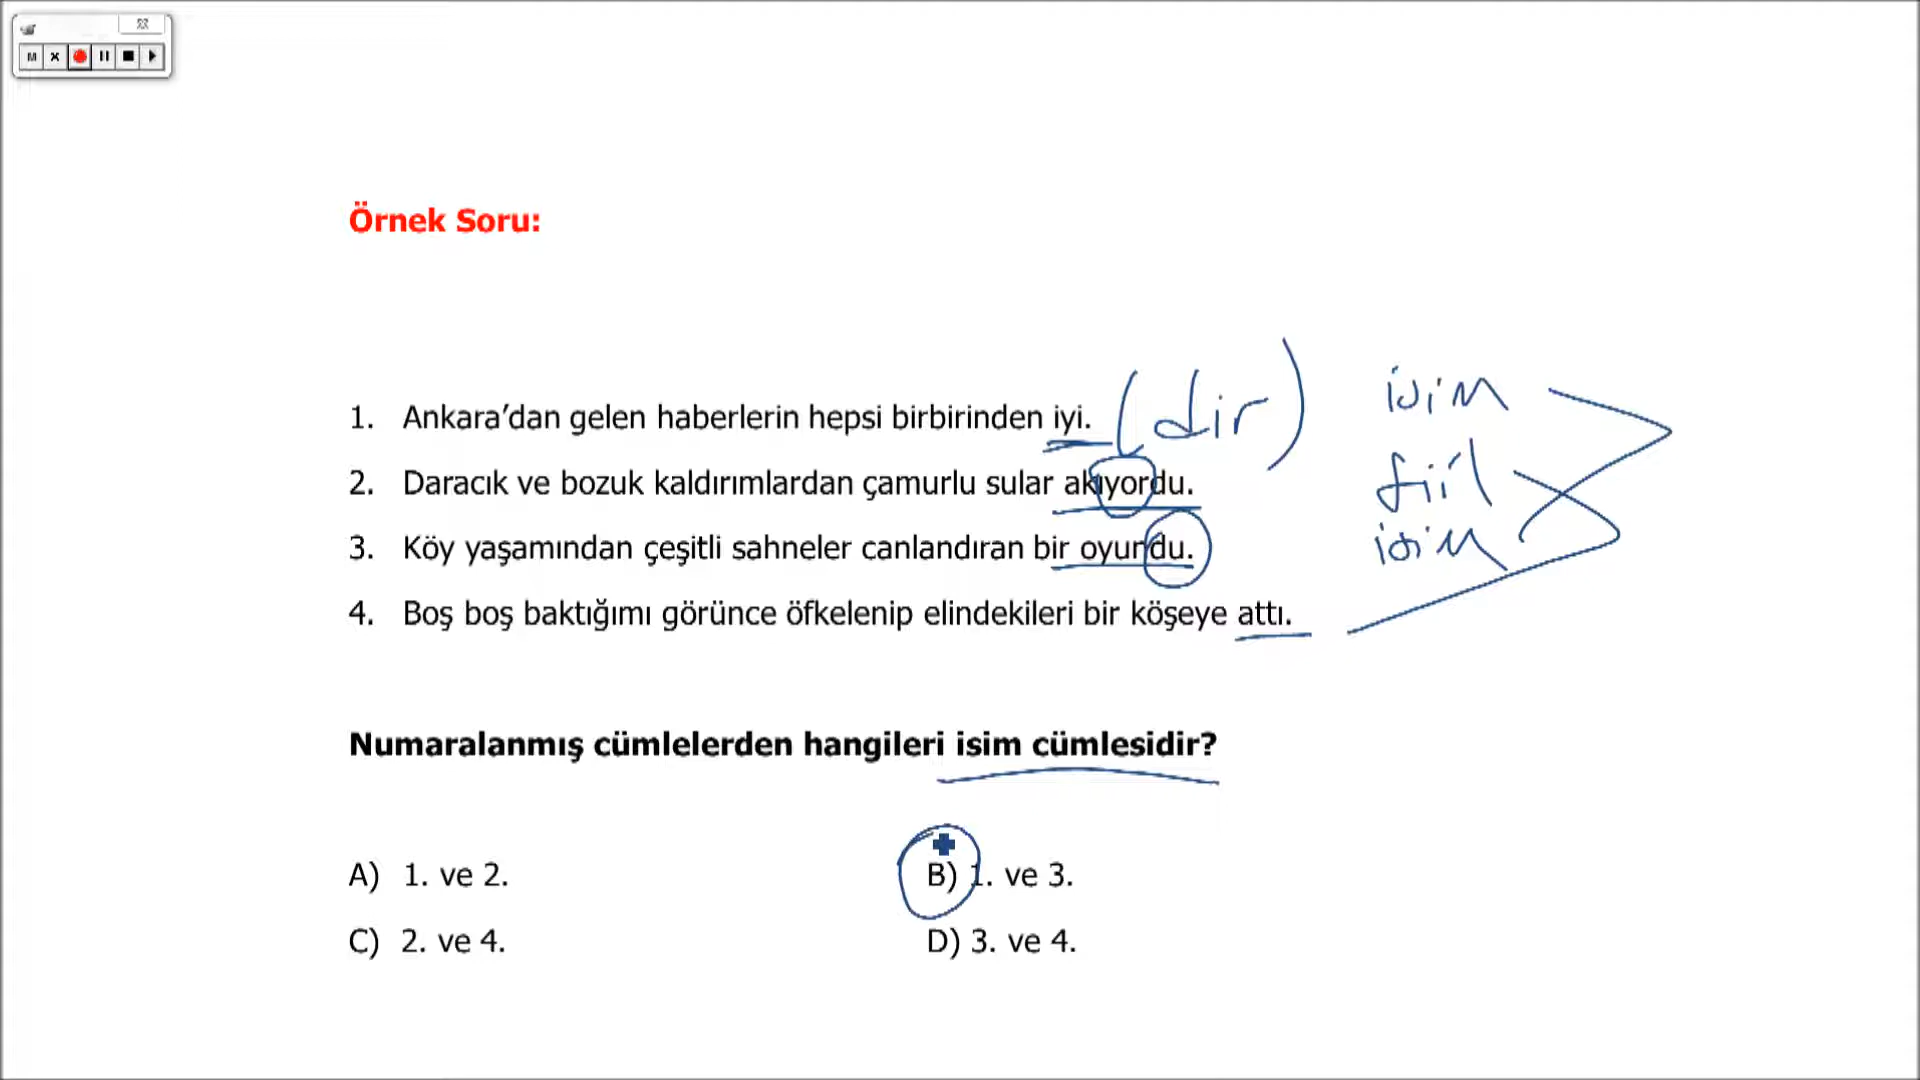 M
Örnek Soru:
1. Ankara’dan gelen haberlerin hepsi birbirinden iyi. (dir) isim
2. Daracık ve bozuk kaldırımlardan çamurlu sular akıyordu. fiil
3. Köy yaşamından çeşitli sahneler canlandıran bir oyundu. isim
4. Boş boş baktığımı görünce öfkelenip elindekileri bir köşeye attı.
Numaralanmış cümlelerden hangileri isim cümlesidir?
A) 1. ve 2. B) 1. ve 3.
C) 2. ve 4. D) 3. ve 4.